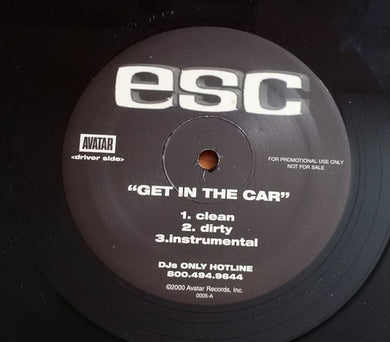 esc
AVATAR
<driver side>
FOR PROMOTIONAL USE ONLY
NOT FOR SALE
"GET IN THE CAR"
1. clean
2. dirty
3.instrumental
DJs ONLY HOTLINE
800.494.9644
©2000 Avatar Records, Inc.
0005-A